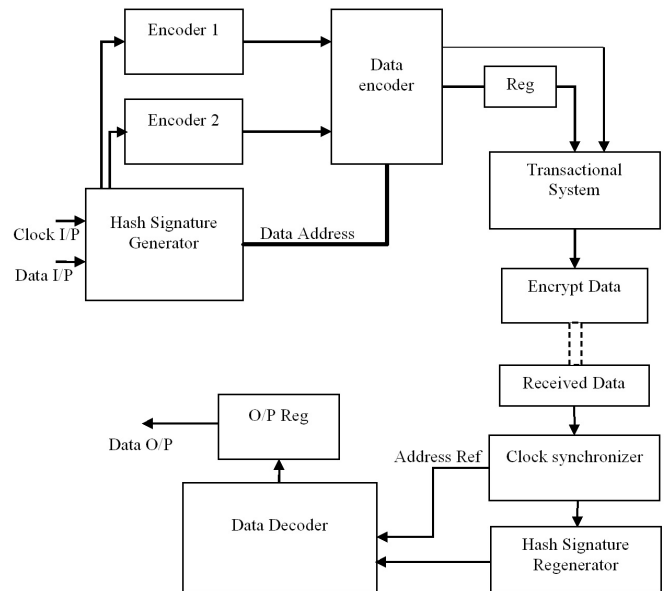 Encoder 1
Data
encoder
Reg
Encoder 2
Transactional
System
Clock I/P
Hash Signature
Generator
Data Address
Data I/P
Encrypt Data
Received Data
O/P Reg
Data O/P
Address Ref
Clock synchronizer
Data Decoder
Hash Signature
Regenerator